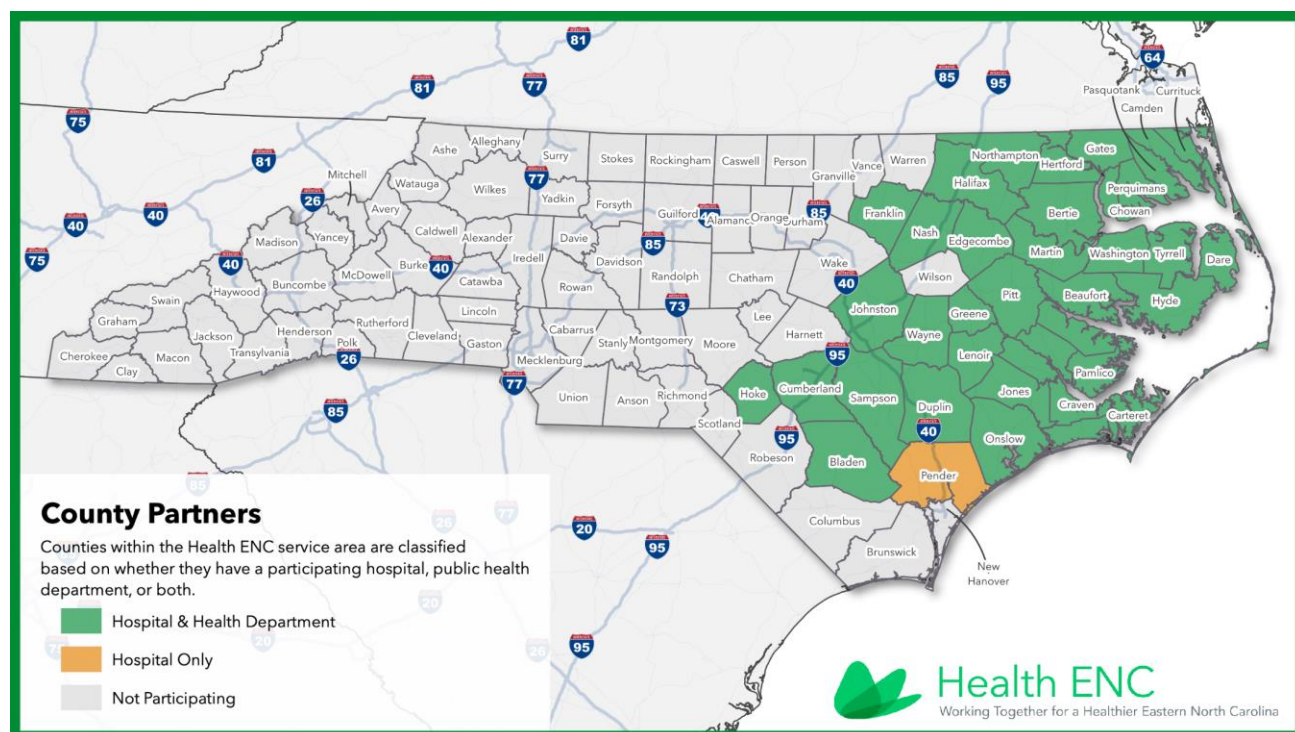 81
77
81
85
95
64
75
Pasquotank
Currituck
Camden
Alleghany
Ashe
Surry
Stokes
Rockingham
Caswell
Person
Vance
Warren
Granville
Northampton
Gates
Hertford
81
Mitchell
77
Watauga
Wilkes
Yadkin
Halifax
Perquimans
26
Avery
Forsyth
Guilford
40
Alamance
Orange
Durham
85
Franklin
Bertie
Chowan
40
40
Madison
Yancey
Caldwell
Alexander
Davie
85
Nash
Edgecombe
Martin
Washington
Tyrrell
Dare
75
40
Burke
40
Iredell
Davidson
Wake
40
Wilson
McDowell
Catawba
Randolph
Chatham
Buncombe
Haywood
Rowan
Swain
Pitt
Beaufort
Hyde
Graham
Lincoln
73
Johnston
Greene
Jackson
Henderson
Rutherford
Cleveland
Gaston
Cabarrus
Lee
Harnett
Wayne
Cherokee
Macon
Transylvania
Polk
26
Mecklenburg
Stanly
Montgomery
Moore
95
Lenoir
Clay
77
Pamlico
Union
Anson
Richmond
Hoke
Cumberland
Sampson
Jones
Craven
Carteret
85
Scotland
Duplin
40
Onslow
95
Robeson
Bladen
Pender
Columbus
Brunswick
New
Hanover
85
26
77
20
95
20
20
95
26
County Partners
Counties within the Health ENC service area are classified
based on whether they have a participating hospital, public health
department, or both.
Hospital & Health Department
Hospital Only
Not Participating
Health ENC
Working Together for a Healthier Eastern North Carolina